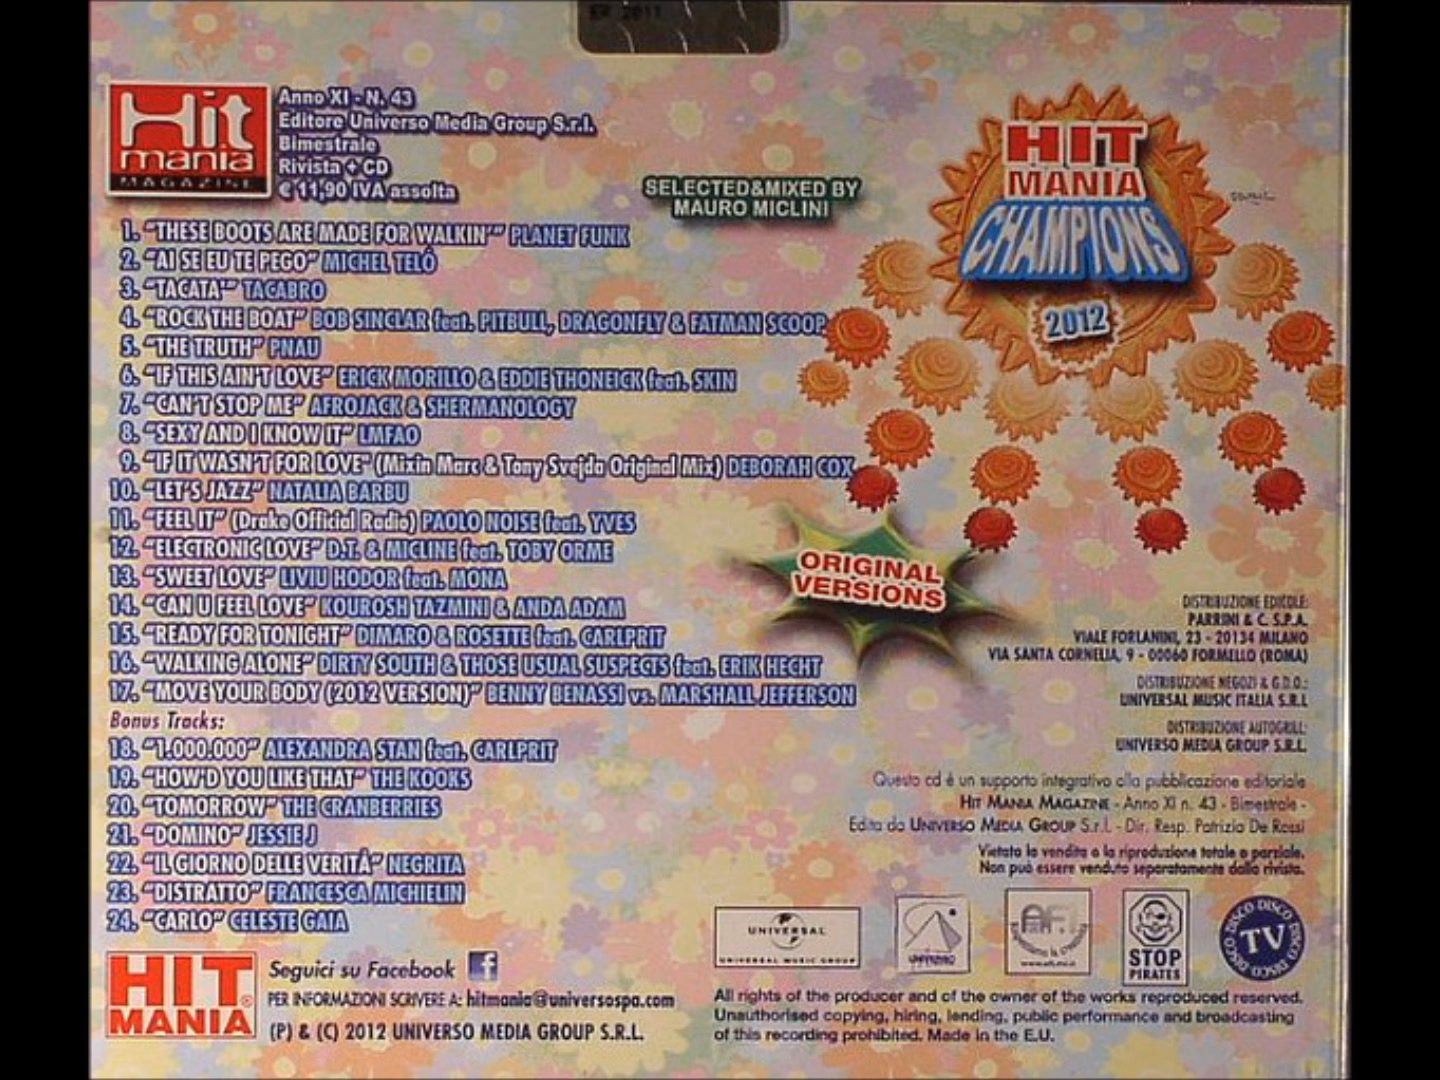 Hit
mania
MAGAZINE
Anno XI - N. 43
Editore Universo Media Group S.r.l.
Bimestrale
Rivista + CD
€ 11,90 IVA assolta
SELECTED&MIXED BY
MAURO MICLINI
HIT
MANIA
CHAMPIONS
2012
1. "THESE BOOTS ARE MADE FOR WALKIN'" PLANET FUNK
2. "AI SE EU TE PEGO" MICHEL TELÔ
3. "TACATA'" TACABRO
4. "ROCK THE BOAT" BOB SINCLAR feat. PITBULL, DRAGONFLY & FATMAN SCOOP
5. "THE TRUTH" PNAU
6. "IF THIS AIN'T LOVE" ERICK MORILLO & EDDIE THONEICK feat. SKIN
7. "CAN'T STOP ME" AFROJACK & SHERMANOLOGY
8. "SEXY AND I KNOW IT" LMFAO
9. "IF IT WASN'T FOR LOVE" (Mixin Marc & Tony Svejda Original Mix) DEBORAH COX
10. "LET'S JAZZ" NATALIA BARBU
11. "FEEL IT" (Drake Official Radio) PAOLO NOISE feat. YVES
12. "ELECTRONIC LOVE" D.T. & MICLINE feat. TOBY ORME
13. "SWEET LOVE" LIVIU HODOR feat. MONA
14. "CAN U FEEL LOVE" KOUROSH TAZMINI & ANDA ADAM
15. "READY FOR TONIGHT" DIMARO & ROSETTE feat. CARLPRIT
16. "WALKING ALONE" DIRTY SOUTH & THOSE USUAL SUSPECTS feat. ERIK HECHT
17. "MOVE YOUR BODY (2012 VERSION)" BENNY BENASSI vs. MARSHALL JEFFERSON
Bonus Tracks:
18. "1.000.000" ALEXANDRA STAN feat. CARLPRIT
19. "HOW'D YOU LIKE THAT" THE KOOKS
20. "TOMORROW" THE CRANBERRIES
21. "DOMINO" JESSIE J
22. "IL GIORNO DELLE VERITÀ" NEGRITA
23. "DISTRATTO" FRANCESCA MICHIELIN
24. "CARLO" CELESTE GAIA
ORIGINAL
VERSIONS
DISTRIBUZIONE EDICOLE:
PARRINI & C. S.P.A.
VIALE FORLANINI, 23 - 20134 MILANO
VIA SANTA CORNELIA, 9 - 00060 FORMELLO (ROMA)
DISTRIBUZIONE NEGOZI & G.D.O.:
UNIVERSAL MUSIC ITALIA S.R.L
DISTRIBUZIONE AUTOGRILL:
UNIVERSO MEDIA GROUP S.R.L.
Questo cd è un supporto integrativo alla pubblicazione editoriale
HIT MANIA MAGAZINE - Anno XI n. 43 - Bimestrale -
Edita da UNIVERSO MEDIA GROUP S.r.l. - Dir. Resp. Patrizia De Rossi
Vietata la vendita o la riproduzione totale o parziale.
Non può essere venduto separatamente dalla rivista.
UNIVERSAL
UNIVERSAL MUSIC GROUP
UNIVERSO
AFI
STOP
PIRATES
DISCO DISCO DISCO DISCO
TV
HIT
MANIA®
Seguici su Facebook f
PER INFORMAZIONI SCRIVERE A: hitmania@universospa.com
(P) & (C) 2012 UNIVERSO MEDIA GROUP S.R.L.
All rights of the producer and of the owner of the works reproduced reserved.
Unauthorised copying, hiring, lending, public performance and broadcasting
of this recording prohibited. Made in the E.U.